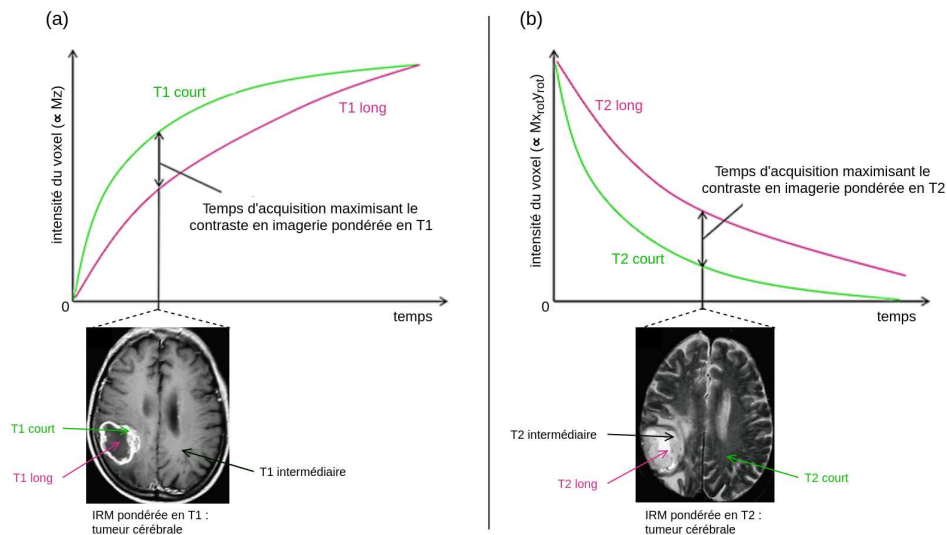 (a)
intensité du voxel (∝ Mz)
T1 court
T1 long
Temps d'acquisition maximisant le
contraste en imagerie pondérée en T1
0
temps
T1 court
T1 long
T1 intermédiaire
IRM pondérée en T1 :
tumeur cérébrale
(b)
intensité du voxel (∝ Mxrotyrot)
T2 long
Temps d'acquisition maximisant le
contraste en imagerie pondérée en T2
T2 court
0
temps
T2 intermédiaire
T2 long
T2 court
IRM pondérée en T2 :
tumeur cérébrale